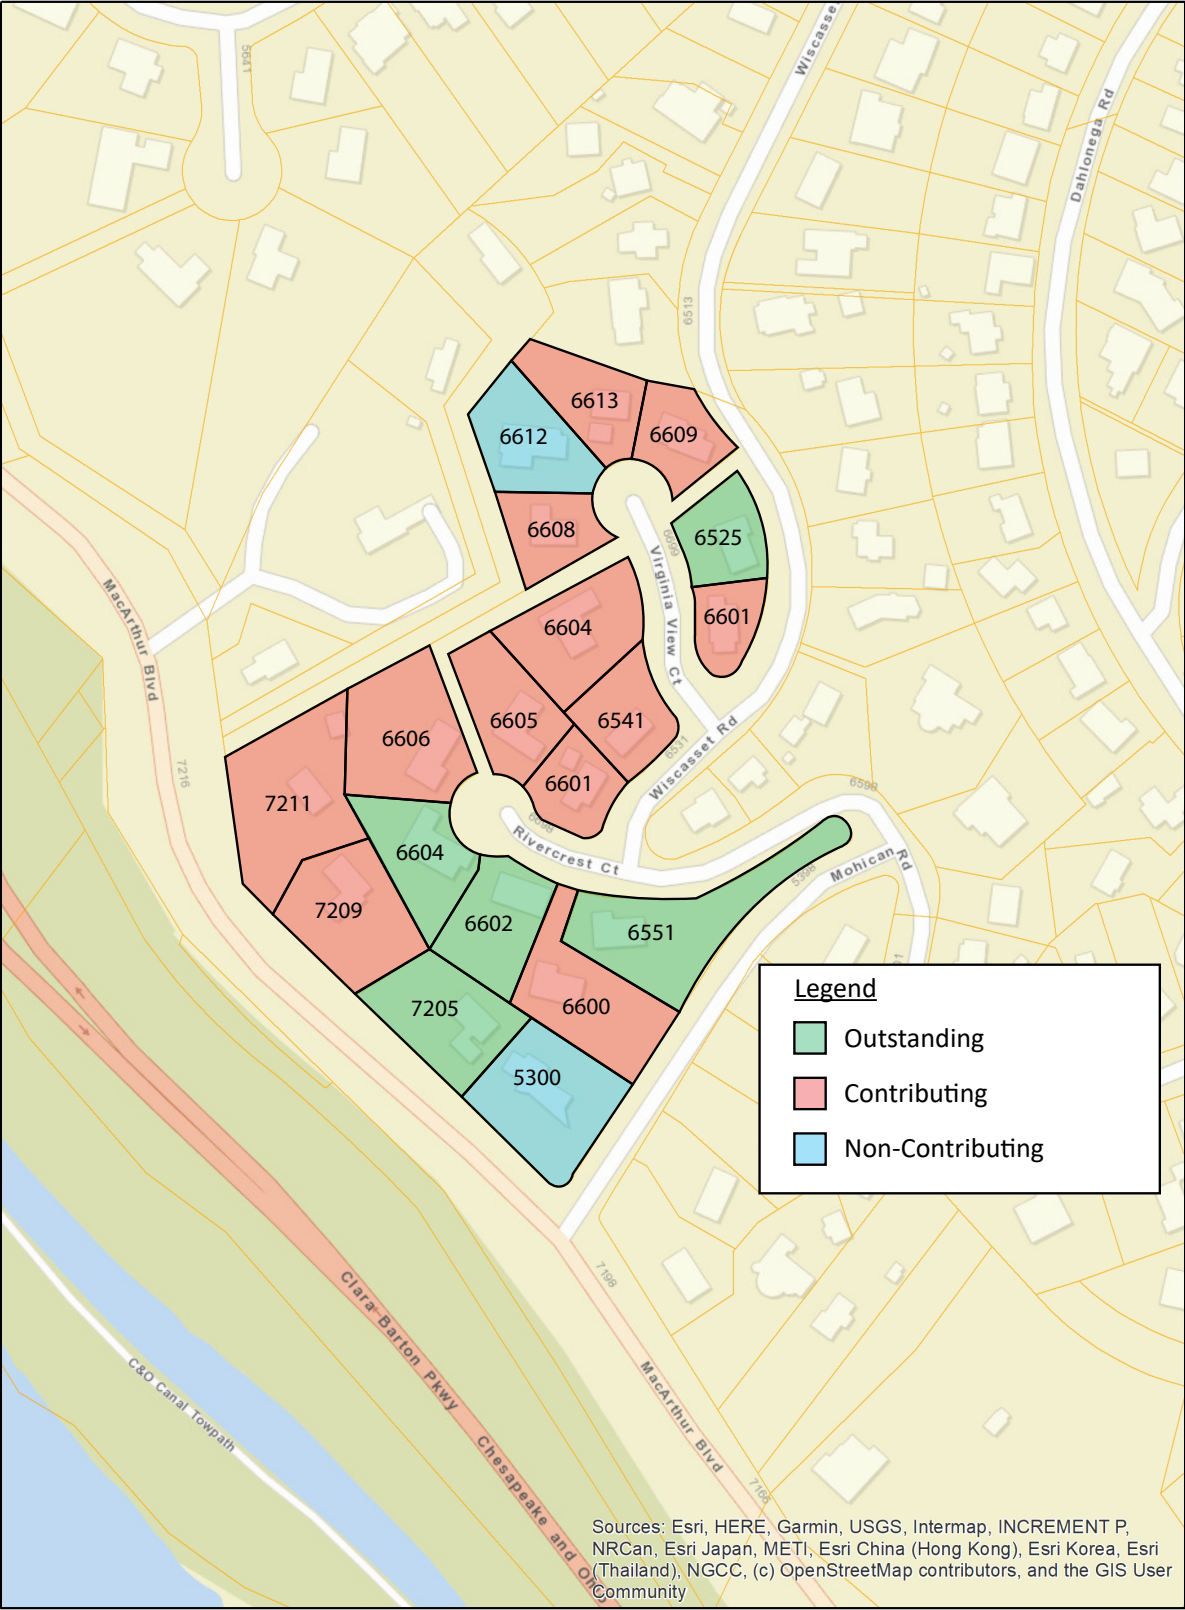 5641
Wiscasse
Dahlonega Rd
6513
6613
6612
6609
6608
6525
6699
Virginia View Ct
6601
6604
6605
6541
6606
6531
Wiscasset Rd
6601
7211
6598
6698
Rivercrest Ct
6604
Mohican Rd
5396
7209
6602
6551
MacArthur Blvd
7216
7205
6600
5300
Legend
Outstanding
Contributing
Non-Contributing
7198
Clara Barton Pkwy
C&O Canal Towpath
MacArthur Blvd
Chesapeake and Ohio
7166
Sources: Esri, HERE, Garmin, USGS, Intermap, INCREMENT P,
NRCan, Esri Japan, METI, Esri China (Hong Kong), Esri Korea, Esri
(Thailand), NGCC, (c) OpenStreetMap contributors, and the GIS User
Community